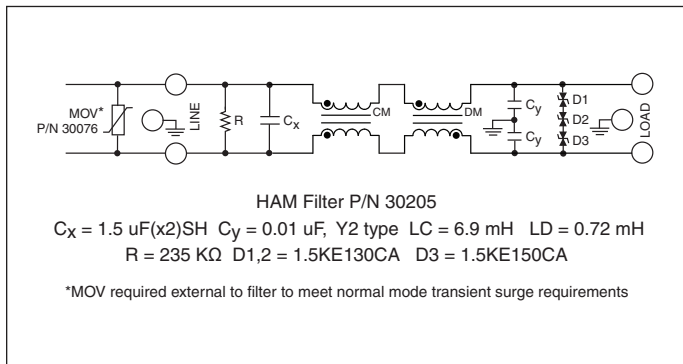 MOV*
P/N 30076
LINE
R
Cx
CM
DM
Cy
Cy
D1
D2
D3
LOAD
HAM Filter P/N 30205
Cx = 1.5 uF(x2)SH Cy = 0.01 uF, Y2 type LC = 6.9 mH LD = 0.72 mH
R = 235 KΩ D1,2 = 1.5KE130CA D3 = 1.5KE150CA
*MOV required external to filter to meet normal mode transient surge requirements